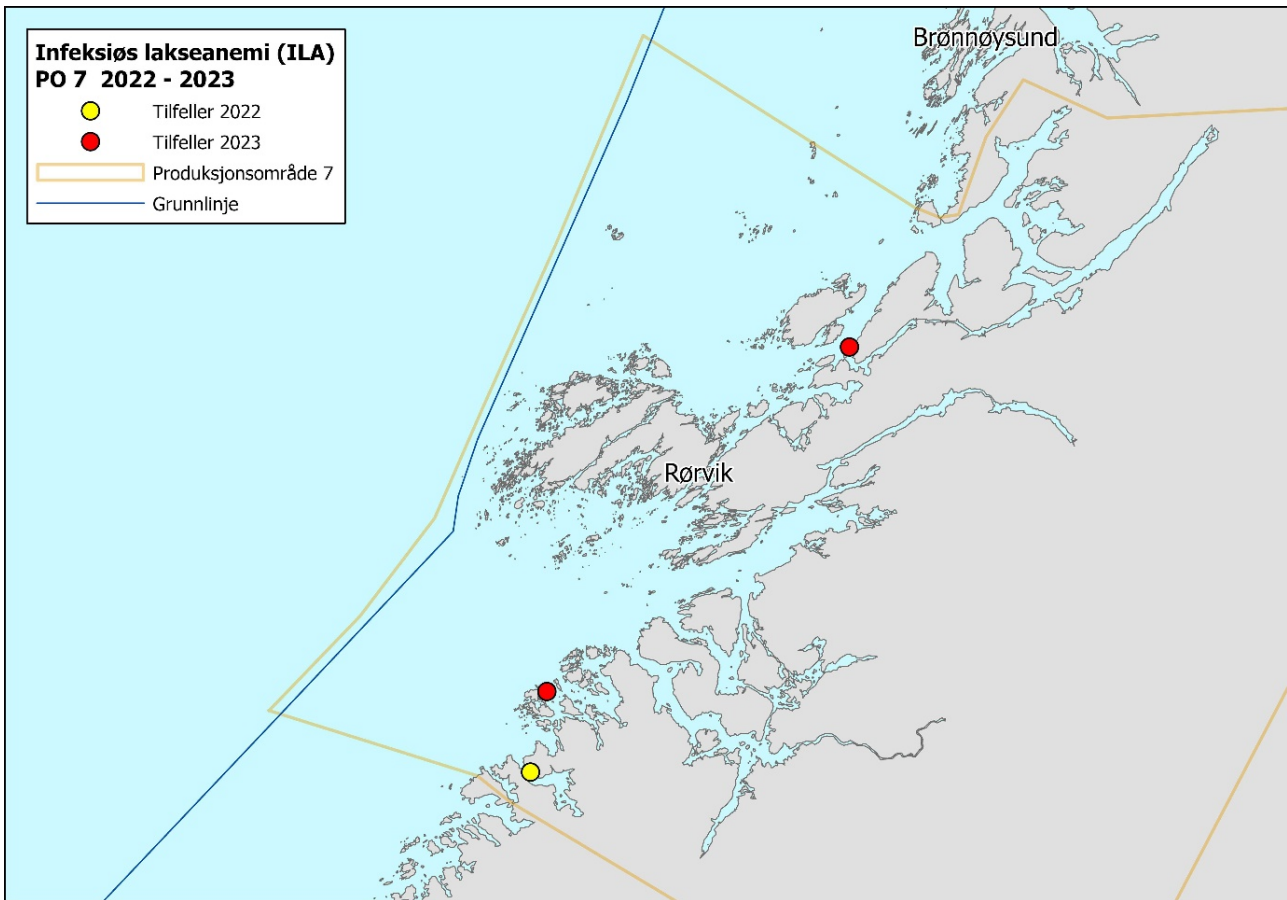 Infeksiøs lakseanemi (ILA)
PO 7 2022 - 2023
Tilfeller 2022
Tilfeller 2023
Produksjonsområde 7
Grunnlinje
Brønnøysund
Rørvik